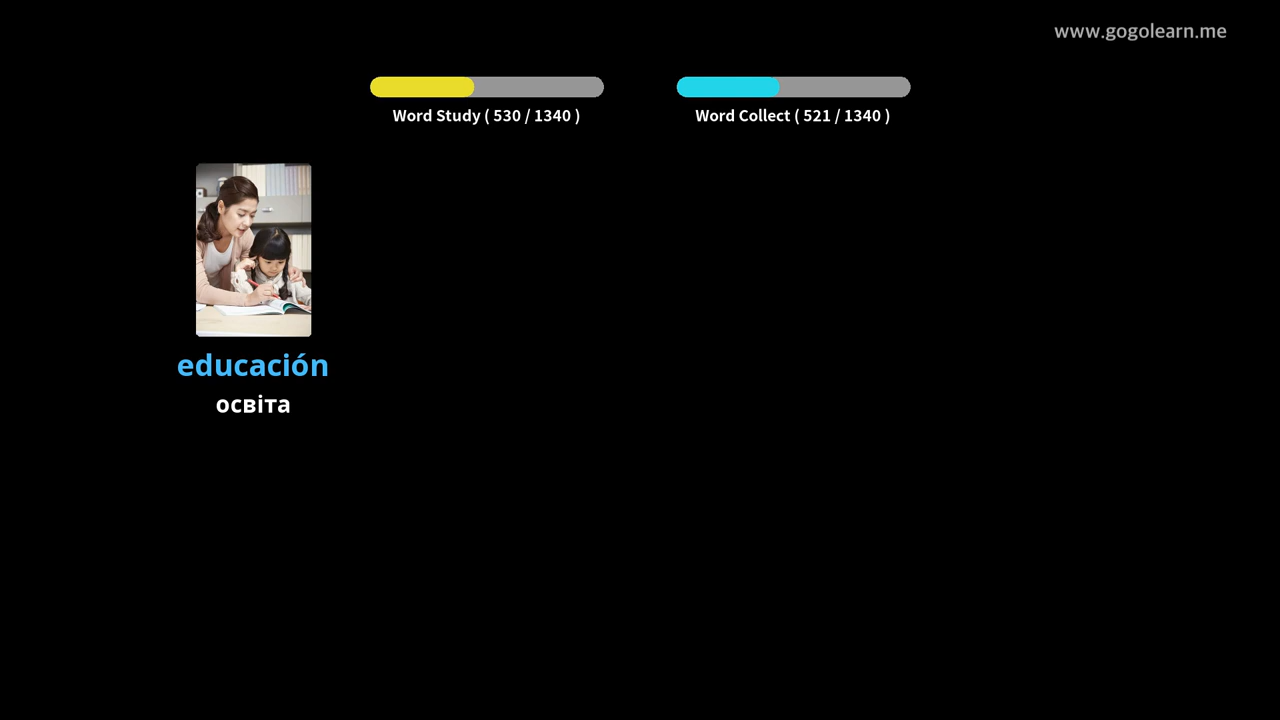 www.gogolearn.me
Word Study ( 530 / 1340 )
Word Collect ( 521 / 1340 )
educación
освіта